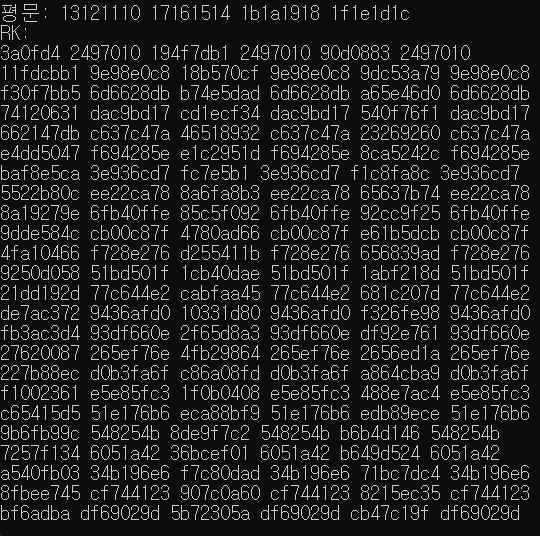 평문: 13121110 17161514 1b1a1918 1f1e1d1c
RK:
3a0fd4 2497010 194f7db1 2497010 90d0883 2497010
11fdcbb1 9e98e0c8 18b570cf 9e98e0c8 9dc53a79 9e98e0c8
f30f7bb5 6d6628db b74e5dad 6d6628db a65e46d0 6d6628db
74120631 dac9bd17 cd1ecf34 dac9bd17 540f76f1 dac9bd17
662147db c637c47a 46518932 c637c47a 23269260 c637c47a
e4dd5047 f694285e e1c2951d f694285e 8ca5242c f694285e
baf8e5ca 3e936cd7 fc7e5b1 3e936cd7 f1c8fa8c 3e936cd7
5522b80c ee22ca78 8a6fa8b3 ee22ca78 65637b74 ee22ca78
8a19279e 6fb40ffe 85c5f092 6fb40ffe 92cc9f25 6fb40ffe
9dde584c cb00c87f 4780ad66 cb00c87f e61b5dcb cb00c87f
4fa10466 f728e276 d255411b f728e276 656839ad f728e276
9250d058 51bd501f 1cb40dae 51bd501f 1abf218d 51bd501f
21dd192d 77c644e2 cabfaa45 77c644e2 681c207d 77c644e2
de7ac372 9436afd0 10331d80 9436afd0 f326fe98 9436afd0
fb3ac3d4 93df660e 2f65d8a3 93df660e df92e761 93df660e
27620087 265ef76e 4fb29864 265ef76e 2656ed1a 265ef76e
227b88ec d0b3fa6f c86a08fd d0b3fa6f a864cba9 d0b3fa6f
f1002361 e5e85fc3 1f0b0408 e5e85fc3 488e7ac4 e5e85fc3
c65415d5 51e176b6 eca88bf9 51e176b6 edb89ece 51e176b6
9b6fb99c 548254b 8de9f7c2 548254b b6b4d146 548254b
7257f134 6051a42 36bcef01 6051a42 b649d524 6051a42
a540fb03 34b196e6 f7c80dad 34b196e6 71bc7dc4 34b196e6
8fbee745 cf744123 907c0a60 cf744123 8215ec35 cf744123
bf6adba df69029d 5b72305a df69029d cb47c19f df69029d